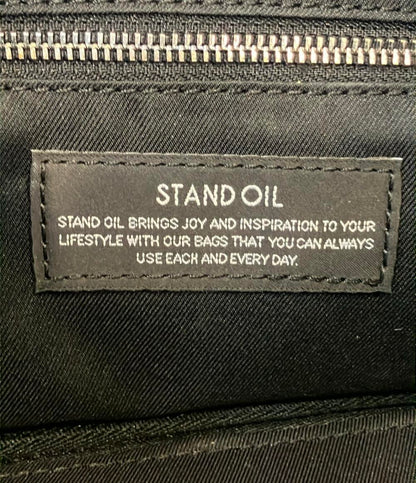 STAND OIL
STAND OIL BRINGS JOY AND INSPIRATION TO YOUR
LIFESTYLE WITH OUR BAGS THAT YOU CAN ALWAYS
USE EACH AND EVERY DAY.